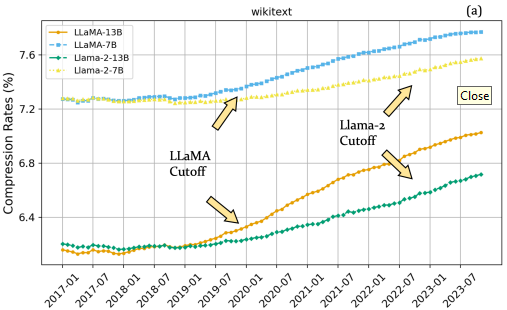 wikitext
(a)
LLaMA-13B
LLaMA-7B
Llama-2-13B
Llama-2-7B
Compression Rates (%)
7.6
7.2
6.8
6.4
Close
LLaMA
Cutoff
Llama-2
Cutoff
2017-01
2017-07
2018-01
2018-07
2019-01
2019-07
2020-01
2020-07
2021-01
2021-07
2022-01
2022-07
2023-01
2023-07